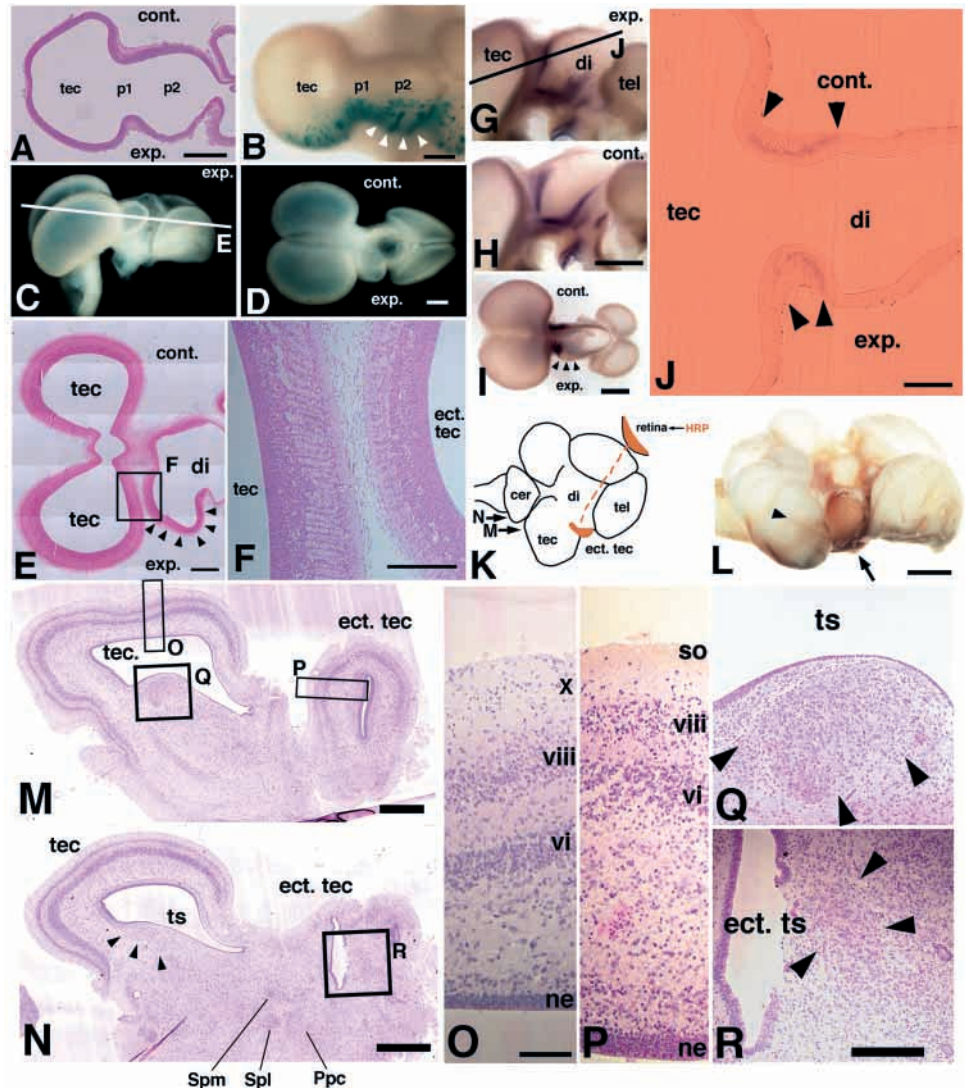 cont.
tec p1 p2
A exp.
tec p1 p2
B
exp.
tec J
di tel
G
cont.
H
cont.
I exp.
cont.
tec di
exp.
J
exp.
E
C
cont.
D exp.
cont.
tec
F di
tec
E exp.
ect.
tec
tec
F
retina HRP
cer di
N tel
M
tec ect. tec
K
L
ect. tec
tec. O
P
Q
M
tec
ect. tec
ts
R
N
Spm Spl Ppc
x
viii
vi
ne
O
so
viii
vi
P ne
ts
Q
ect. ts
R